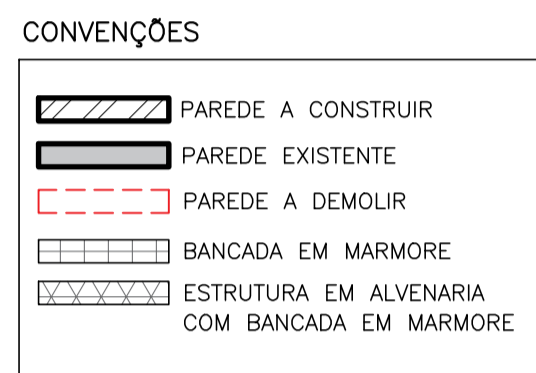 CONVENÇÕES
PAREDE A CONSTRUIR
PAREDE EXISTENTE
PAREDE A DEMOLIR
BANCADA EM MARMORE
ESTRUTURA EM ALVENARIA
COM BANCADA EM MARMORE